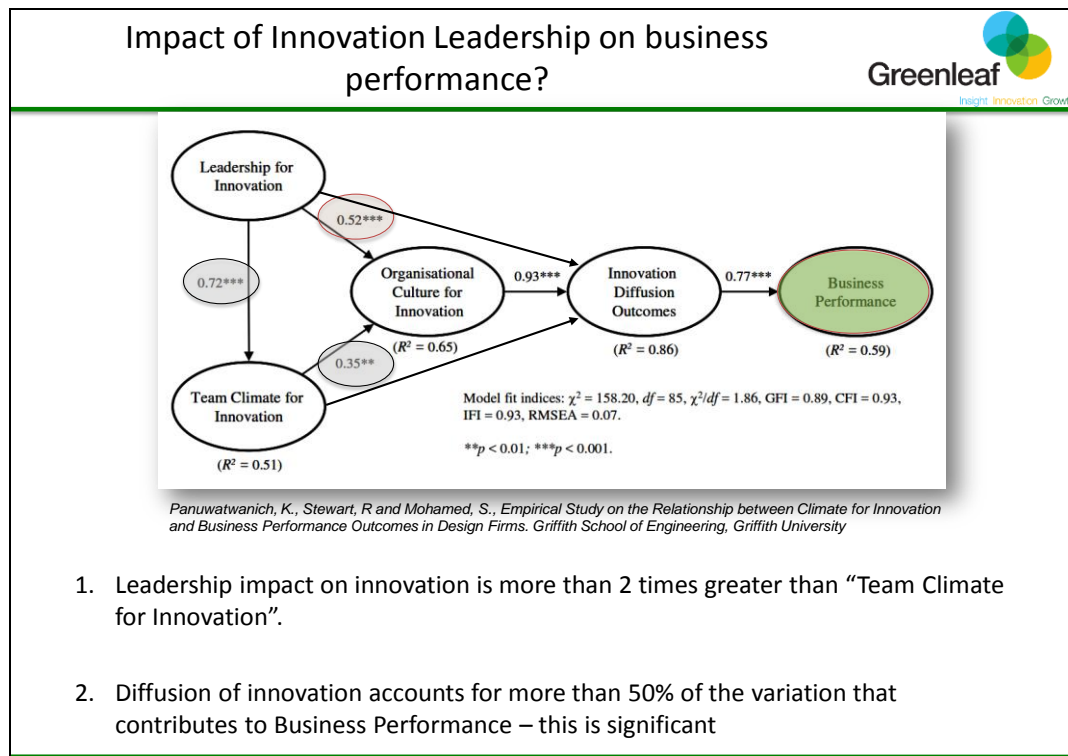 Impact of Innovation Leadership on business
performance?
Greenleaf
Insight Innovation Growth
Leadership for
Innovation
0.52***
0.72***
Organisational
Culture for
Innovation
0.93***
Innovation
Diffusion
Outcomes
0.77***
Business
Performance
(R² = 0.65)
(R² = 0.86)
(R² = 0.59)
0.35**
Team Climate for
Innovation
(R² = 0.51)
Model fit indices: χ² = 158.20, df = 85, χ²/df = 1.86, GFI = 0.89, CFI = 0.93,
IFI = 0.93, RMSEA = 0.07.
**p < 0.01; ***p < 0.001.
Panuwatwanich, K., Stewart, R and Mohamed, S., Empirical Study on the Relationship between Climate for Innovation
and Business Performance Outcomes in Design Firms. Griffith School of Engineering, Griffith University
1. Leadership impact on innovation is more than 2 times greater than “Team Climate
for Innovation”.
2. Diffusion of innovation accounts for more than 50% of the variation that
contributes to Business Performance – this is significant